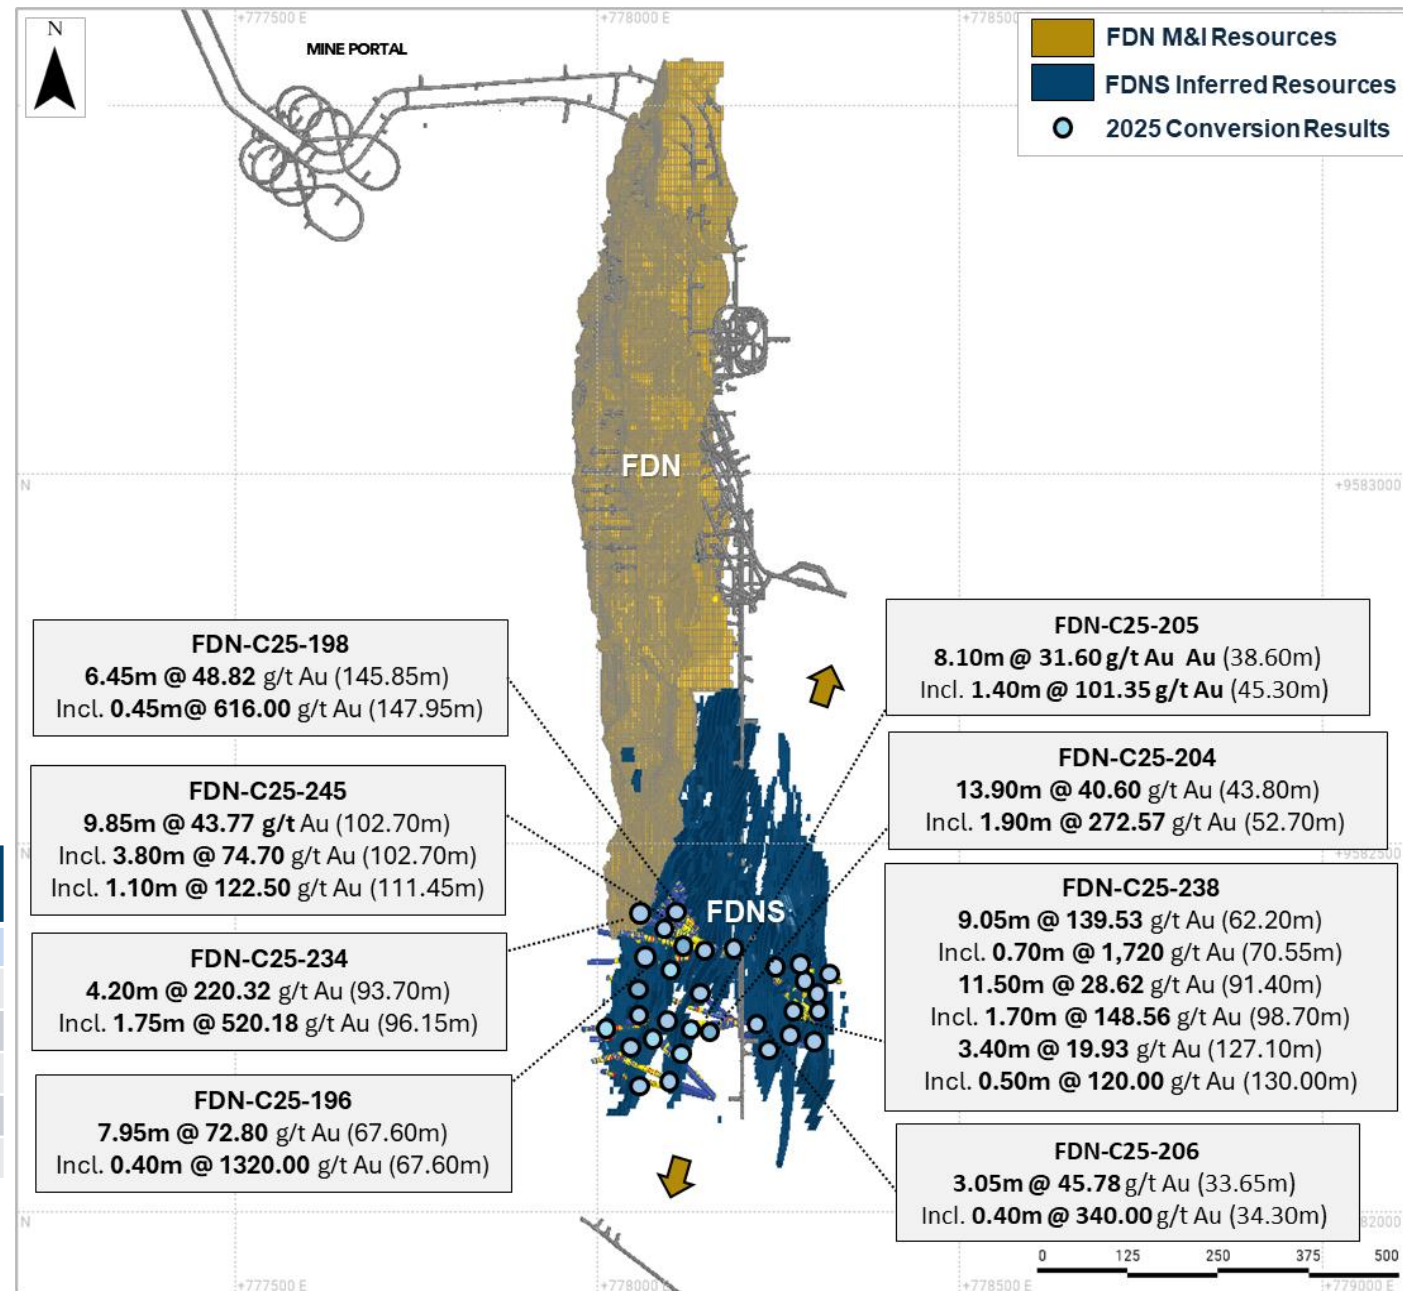 +777500 E
+778000 E
+778500
N
MINE PORTAL
FDN M&I Resources
FDNS Inferred Resources
2025 Conversion Results
FDN
N
+9583000
FDN-C25-198
6.45m @ 48.82 g/t Au (145.85m)
Incl. 0.45m@ 616.00 g/t Au (147.95m)
FDN-C25-245
9.85m @ 43.77 g/t Au (102.70m)
Incl. 3.80m @ 74.70 g/t Au (102.70m)
Incl. 1.10m @ 122.50 g/t Au (111.45m)
FDN-C25-234
4.20m @ 220.32 g/t Au (93.70m)
Incl. 1.75m @ 520.18 g/t Au (96.15m)
FDN-C25-196
7.95m @ 72.80 g/t Au (67.60m)
Incl. 0.40m @ 1320.00 g/t Au (67.60m)
FDNS
FDN-C25-205
8.10m @ 31.60 g/t Au Au (38.60m)
Incl. 1.40m @ 101.35 g/t Au (45.30m)
FDN-C25-204
13.90m @ 40.60 g/t Au (43.80m)
Incl. 1.90m @ 272.57 g/t Au (52.70m)
N
+9582500
FDN-C25-238
9.05m @ 139.53 g/t Au (62.20m)
Incl. 0.70m @ 1,720 g/t Au (70.55m)
11.50m @ 28.62 g/t Au (91.40m)
Incl. 1.70m @ 148.56 g/t Au (98.70m)
3.40m @ 19.93 g/t Au (127.10m)
Incl. 0.50m @ 120.00 g/t Au (130.00m)
FDN-C25-206
3.05m @ 45.78 g/t Au (33.65m)
Incl. 0.40m @ 340.00 g/t Au (34.30m)
N
82000
0 125 250 375 500
+777500 E
+778000 E
+778500 E
+779000 E